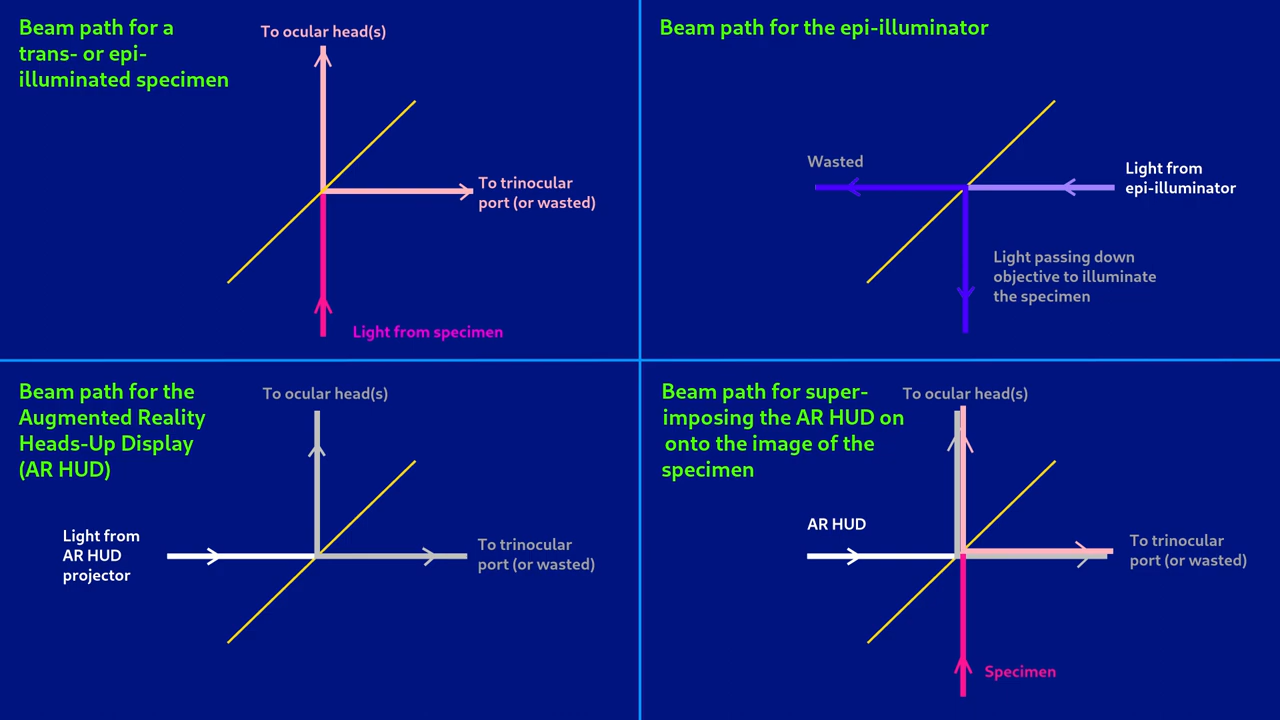 Beam path for a
trans- or epi-
illuminated specimen
To ocular head(s)
To trinocular
port (or wasted)
Light from specimen
Beam path for the epi-illuminator
Wasted
Light from
epi-illuminator
Light passing down
objective to illuminate
the specimen
Beam path for the
Augmented Reality
Heads-Up Display
(AR HUD)
To ocular head(s)
Light from
AR HUD
projector
To trinocular
port (or wasted)
Beam path for super-
imposing the AR HUD on
onto the image of the
specimen
To ocular head(s)
AR HUD
To trinocular
port (or wasted)
Specimen